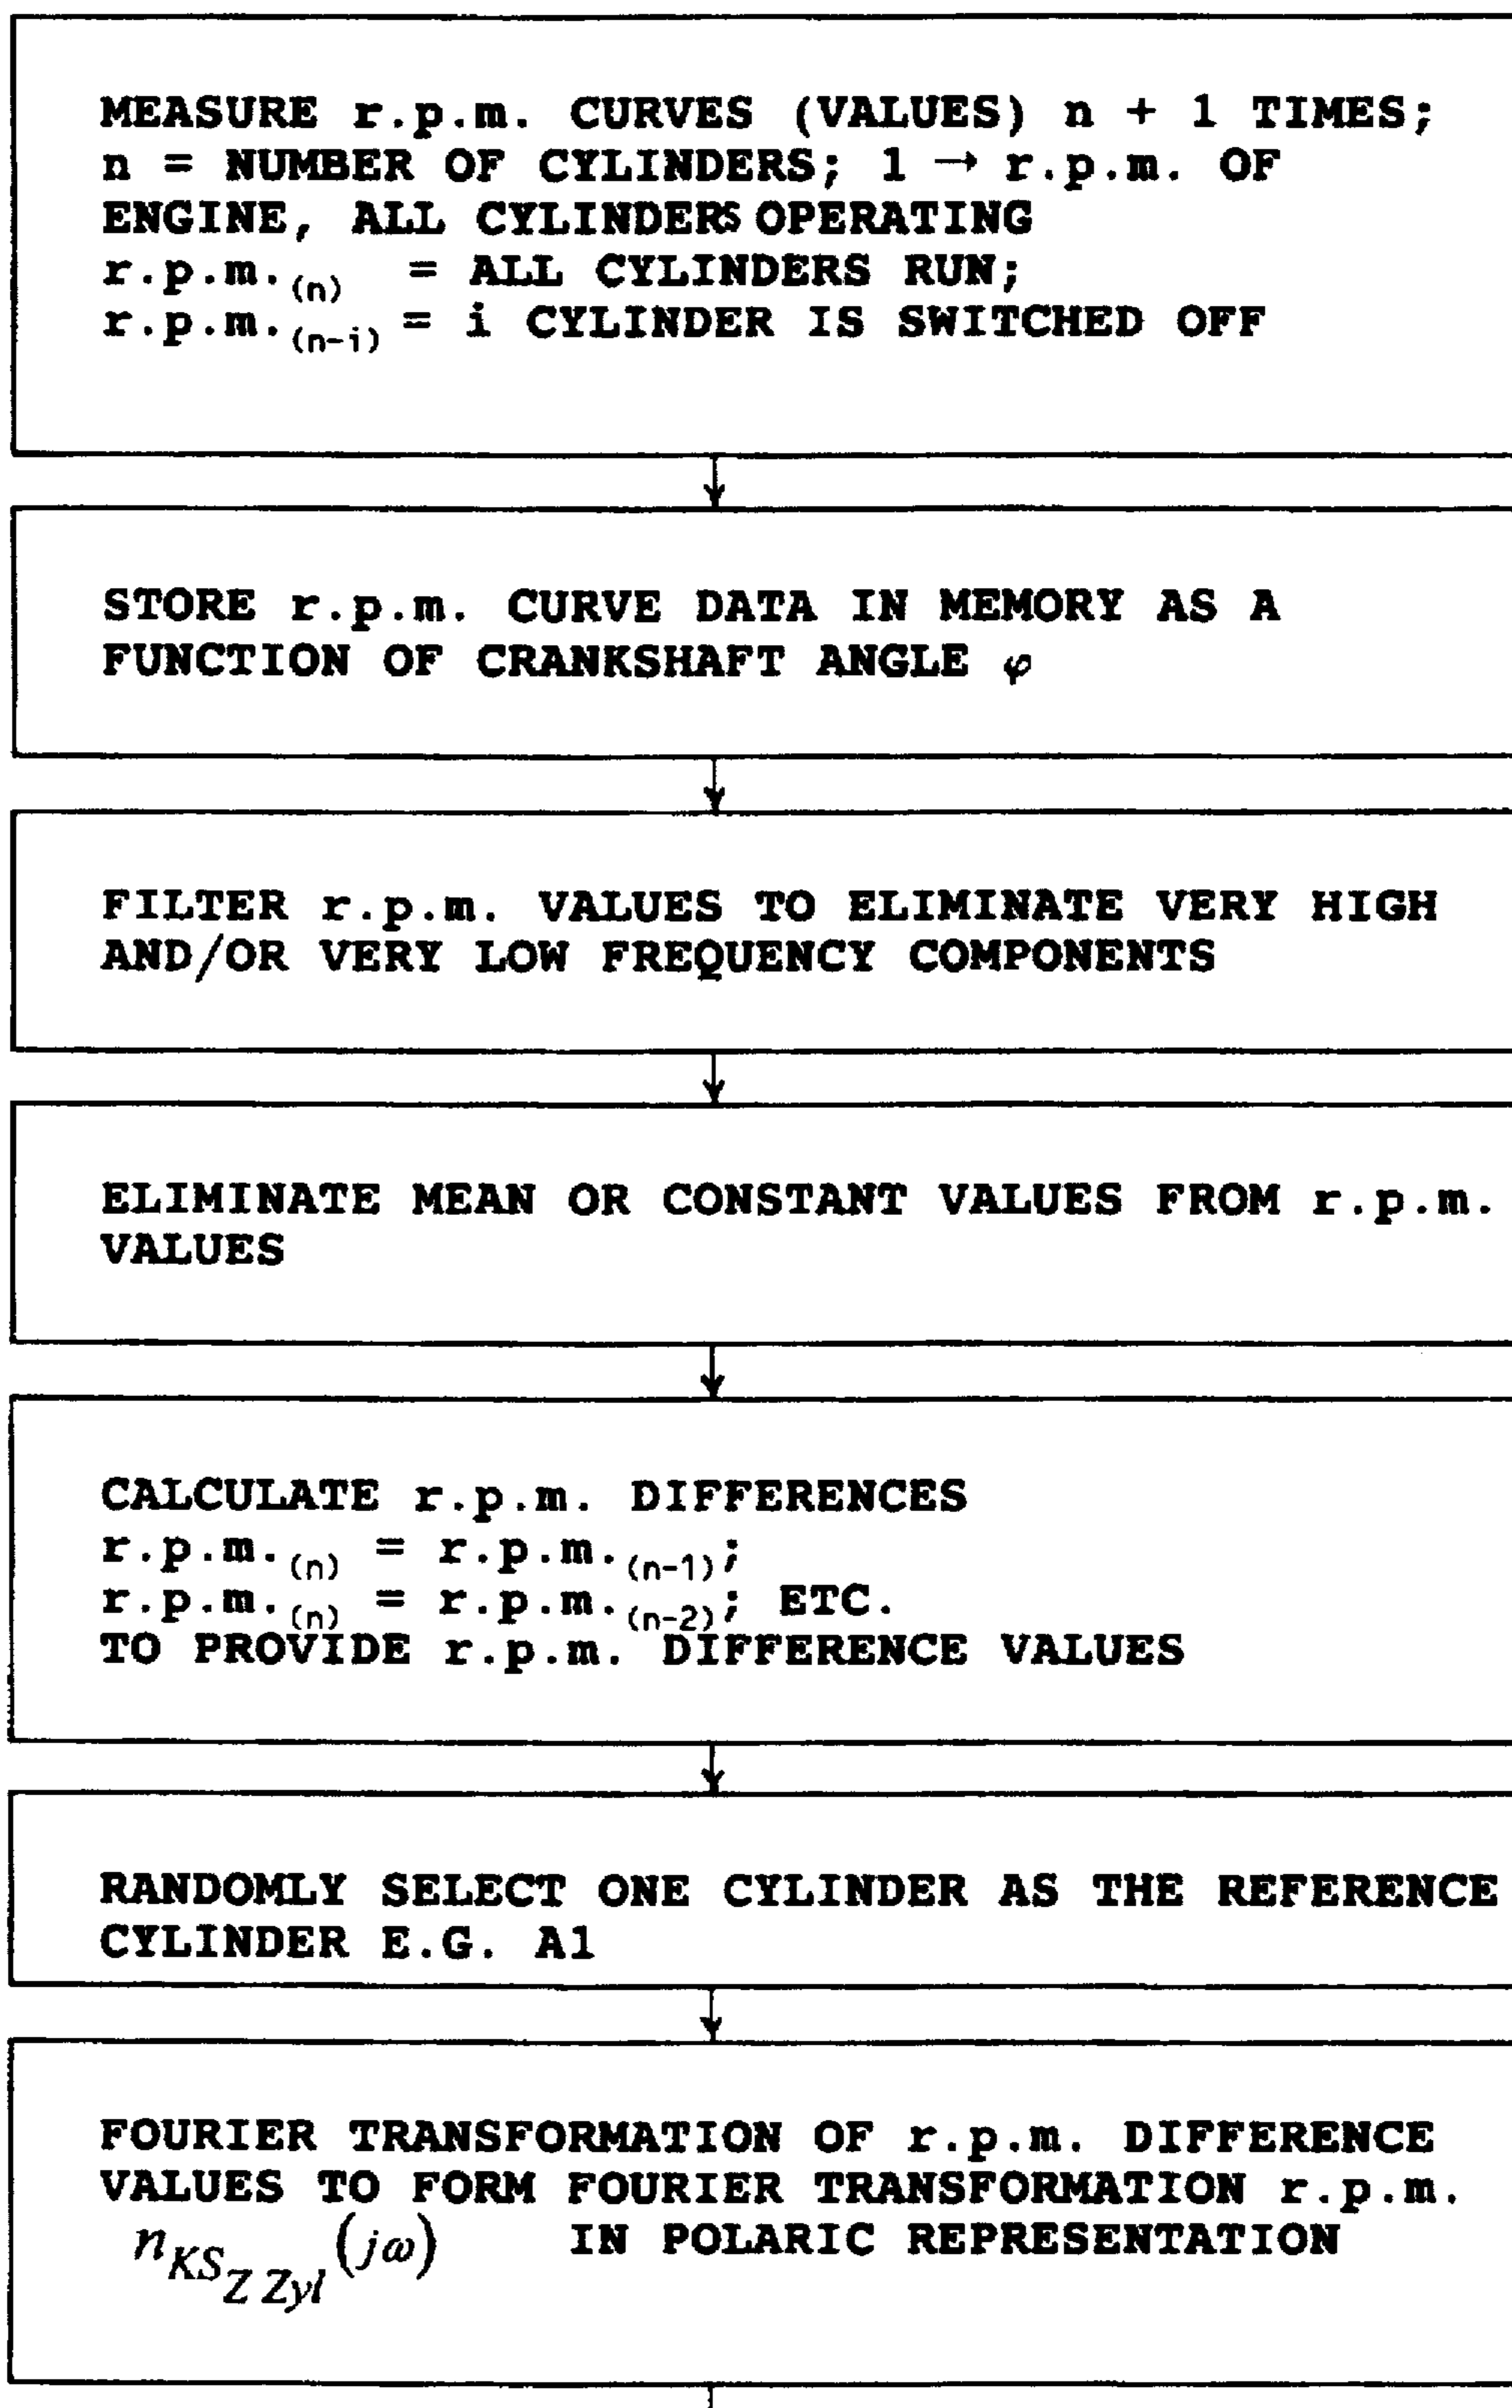 MEASURE r.p.m. CURVES (VALUES) n + 1 TIMES;
n = NUMBER OF CYLINDERS; 1 → r.p.m. OF
ENGINE, ALL CYLINDERS OPERATING
r.p.m.(n) = ALL CYLINDERS RUN;
r.p.m.(n-i) = i CYLINDER IS SWITCHED OFF
STORE r.p.m. CURVE DATA IN MEMORY AS A
FUNCTION OF CRANKSHAFT ANGLE φ
FILTER r.p.m. VALUES TO ELIMINATE VERY HIGH
AND/OR VERY LOW FREQUENCY COMPONENTS
ELIMINATE MEAN OR CONSTANT VALUES FROM r.p.m.
VALUES
CALCULATE r.p.m. DIFFERENCES
r.p.m.(n) = r.p.m.(n-1);
r.p.m.(n) = r.p.m.(n-2); ETC.
TO PROVIDE r.p.m. DIFFERENCE VALUES
RANDOMLY SELECT ONE CYLINDER AS THE REFERENCE
CYLINDER E.G. A1
FOURIER TRANSFORMATION OF r.p.m. DIFFERENCE
VALUES TO FORM FOURIER TRANSFORMATION r.p.m.
n KS Z Zyl (jω) IN POLARIC REPRESENTATION